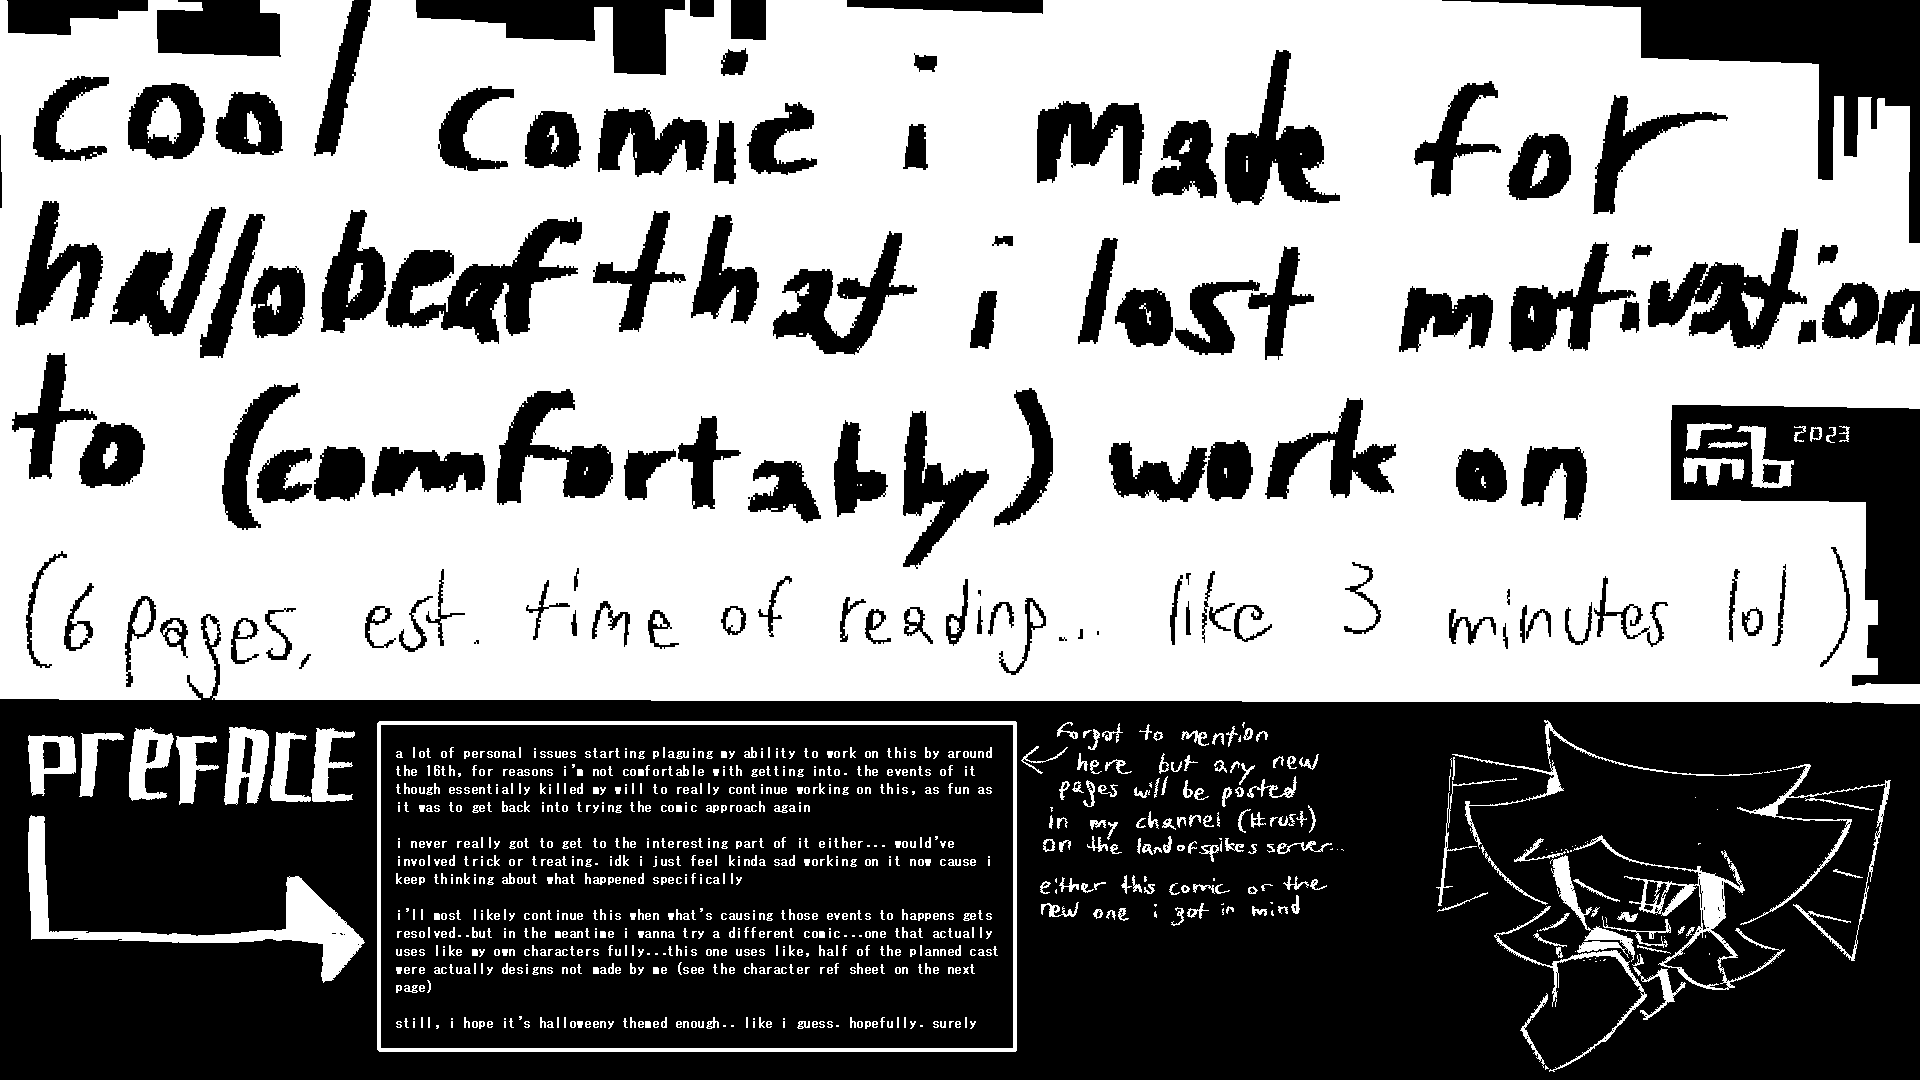 cool comic i made for
hallobeat that i lost motivation
to (comfortably) work on
2023
(6 pages, est. time of reading... like 3 minutes lol)
preFACE
a lot of personal issues starting plaguing my ability to work on this by around
the 16th, for reasons i'm not comfortable with getting into. the events of it
though essentially killed my will to really continue working on this, as fun as
it was to get back into trying the comic approach again
i never really got to get to the interesting part of it either... would've
involved trick or treating. idk i just feel kinda sad working on it now cause i
keep thinking about what happened specifically
i'll most likely continue this when what's causing those events to happens gets
resolved..but in the meantime i wanna try a different comic...one that actually
uses like my own characters fully...this one uses like, half of the planned cast
were actually designs not made by me (see the character ref sheet on the next
page)
still, i hope it's halloweeny themed enough.. like i guess. hopefully. surely
forgot to mention
here but any new
pages will be posted
in my channel (#rust)
on the landofspikes server...
either this comic or the
new one i got in mind